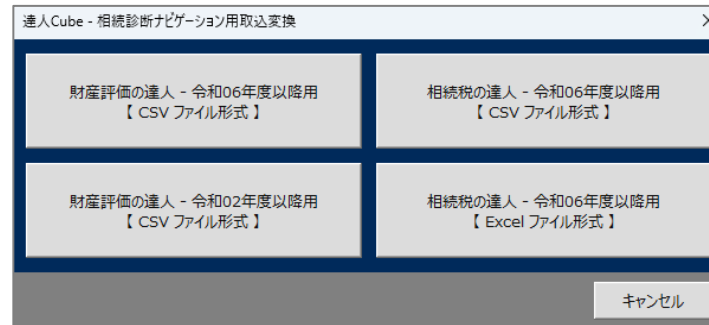 達人Cube - 相続診断ナビゲーション用取込変換
財産評価の達人 - 令和06年度以降用
【 CSV ファイル形式 】
相続税の達人 - 令和06年度以降用
【 CSV ファイル形式 】
財産評価の達人 - 令和02年度以降用
【 CSV ファイル形式 】
相続税の達人 - 令和06年度以降用
【 Excel ファイル形式 】
キャンセル